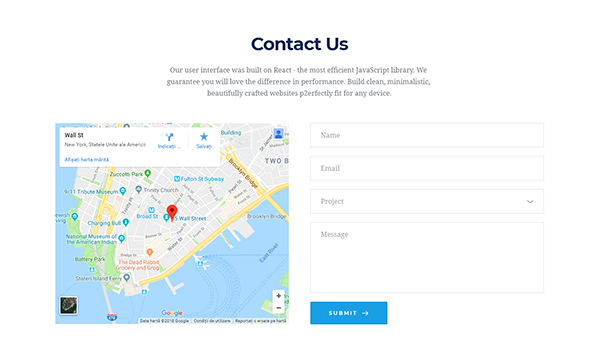 Contact Us
Our user interface was built on React - the most efficient JavaScript library. We
guarantee you will love the difference in performance. Build clean, minimalistic,
beautifully crafted websites p2erfectly fit for any device.
Wall St
New York, Statele Unite ale Americii
Indicații ...
Salvați
Afișați harta mărită
Building
TWO B
Fulton St Subway
Zuccotti Park
9/11 Tribute Museum
Trinity Church
Pearl St
Brooklyn Bridge
Broad St
Wall Street
Charging Bull
Water St
Brooklyn Bridge
National Museum of
the American Indian
The Dead Rabbit
Grocery and Grog
East River
Staten Island Ferry
478
Google
Date hartă ©2018 Google
Condiții de utilizare
Raportați o eroare pe hartă
Name
Email
Project
Message
SUBMIT